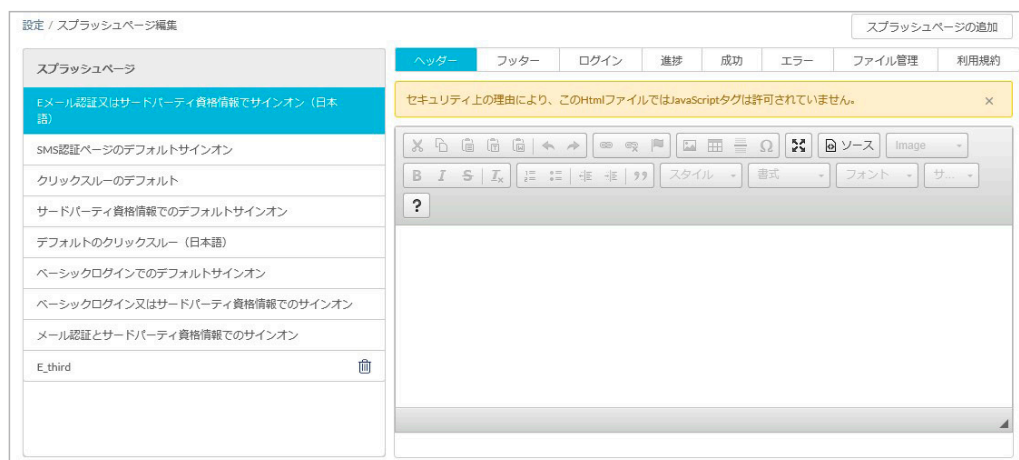 設定 / スプラッシュページ編集
スプラッシュページの追加
スプラッシュページ
Eメール認証又はサードパーティ資格情報でサインオン（日本
語）
SMS認証ページのデフォルトサインオン
クリックスルーのデフォルト
サードパーティ資格情報でのデフォルトサインオン
デフォルトのクリックスルー（日本語）
ベーシックログインでのデフォルトサインオン
ベーシックログイン又はサードパーティ資格情報でのサインオン
メール認証とサードパーティ資格情報でのサインオン
E_third
ヘッダー フッター ログイン 進捗 成功 エラー ファイル管理 利用規約
セキュリティ上の理由により、このHtmlファイルではJavaScriptタグは許可されていません。 ×
Ω ソース Image
B I S Ix スタイル 書式 フォント サ...
?